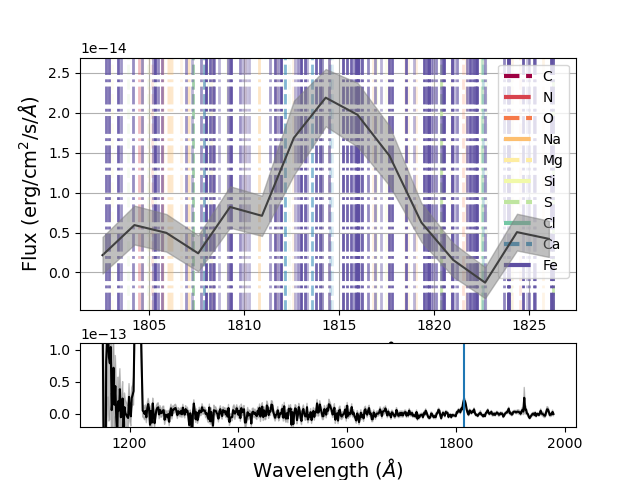 1e−14
Flux (erg/cm²/s/Å)
2.5
2.0
1.5
1.0
0.5
0.0
C
N
O
Na
Mg
Si
S
Cl
Ca
Fe
1805 1810 1815 1820 1825
1e−13
1.0
0.5
0.0
1200 1400 1600 1800 2000
Wavelength (Å)